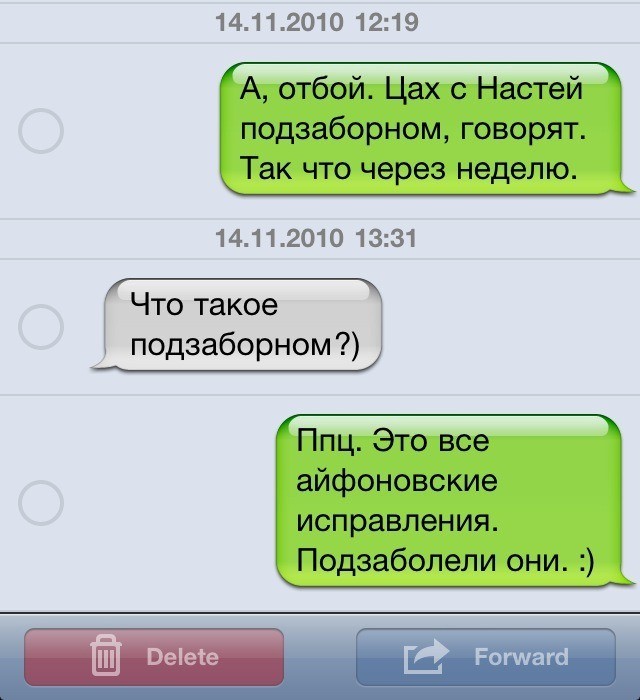 14.11.2010 12:19
А, отбой. Цах с Настей
подзаборном, говорят.
Так что через неделю.
14.11.2010 13:31
Что такое
подзаборном?)
Ппц. Это все
айфоновские
исправления.
Подзаболели они. :)
Delete
Forward